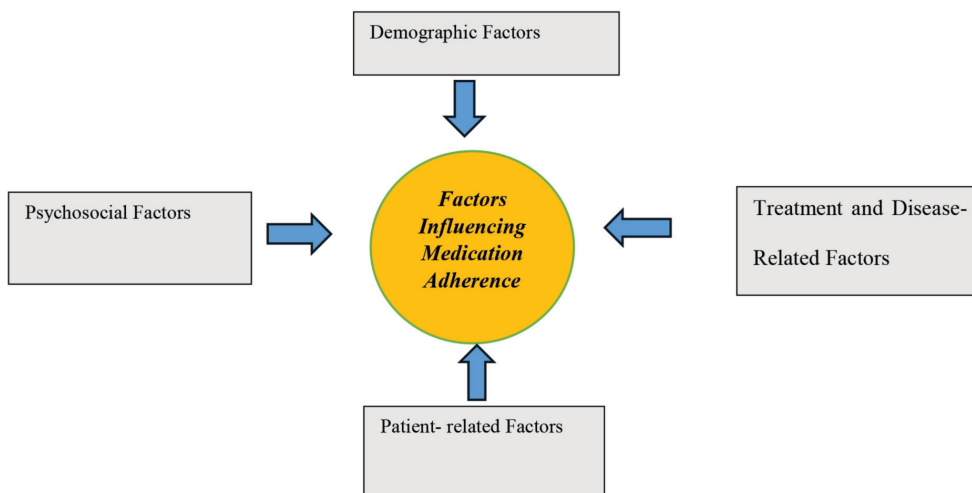 Demographic Factors
Psychosocial Factors
Factors
Influencing
Medication
Adherence
Treatment and Disease-
Related Factors
Patient- related Factors